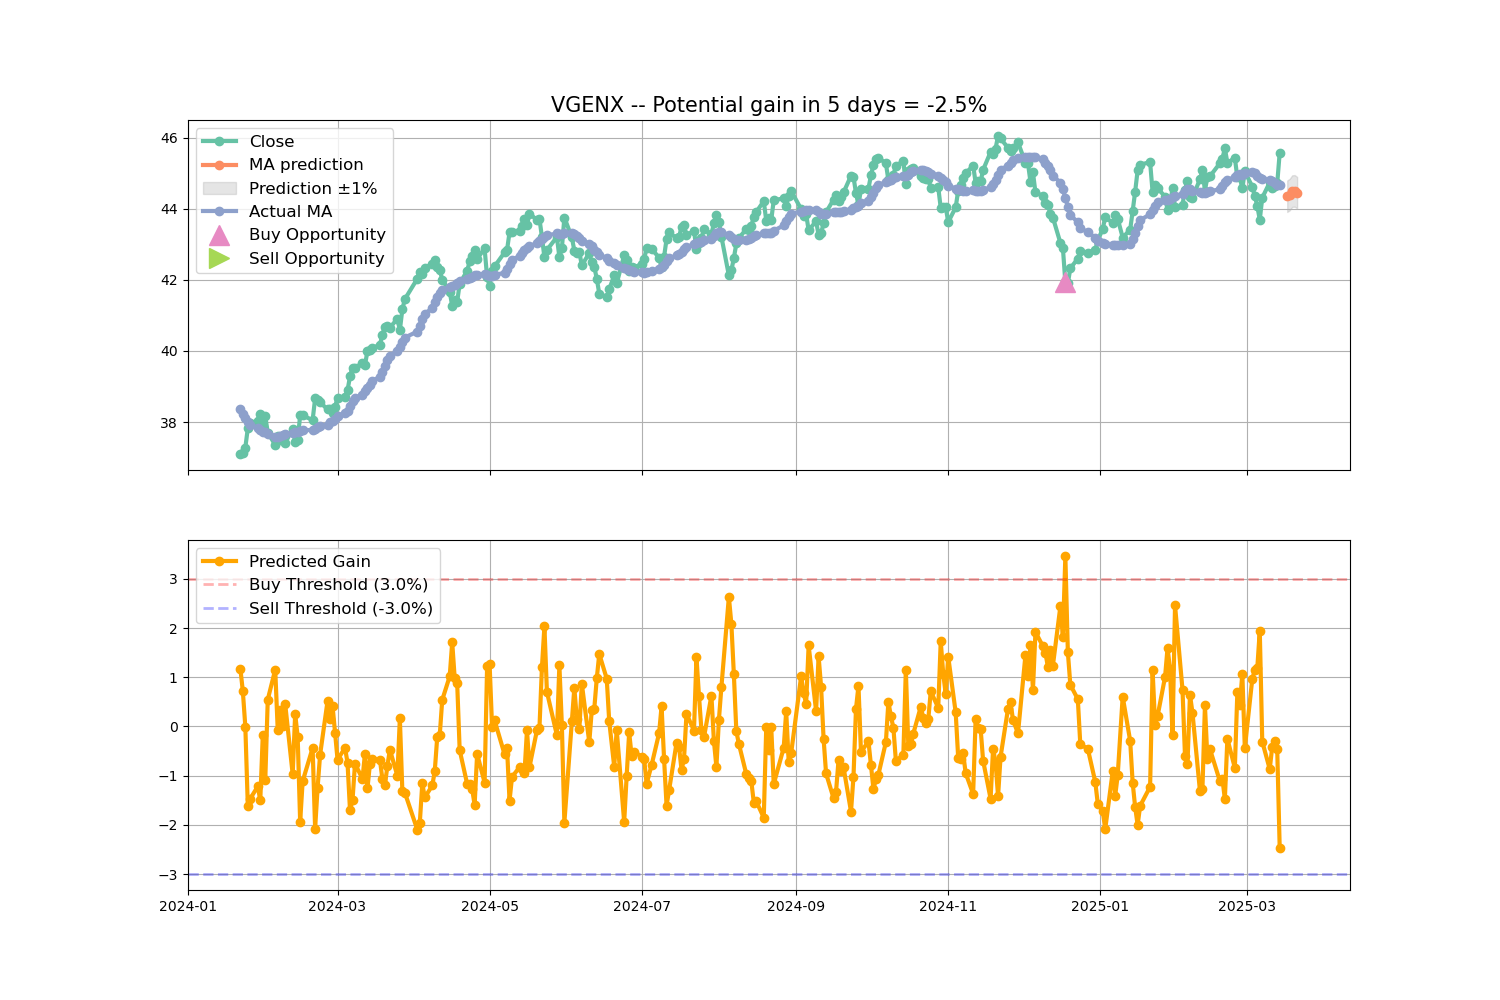 VGENX -- Potential gain in 5 days = -2.5%
46
44
42
40
38
Close
MA prediction
Prediction ±1%
Actual MA
Buy Opportunity
Sell Opportunity
3
2
1
0
−1
−2
−3
Predicted Gain
Buy Threshold (3.0%)
Sell Threshold (-3.0%)
2024-01
2024-03
2024-05
2024-07
2024-09
2024-11
2025-01
2025-03